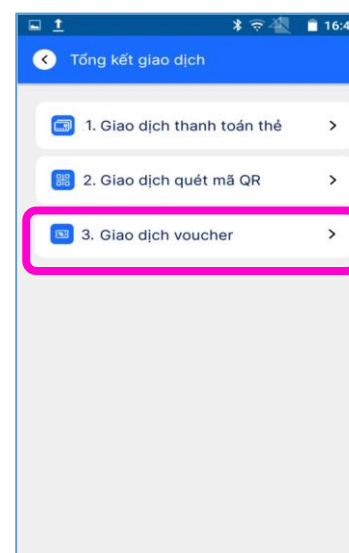 16:4
Tổng kết giao dịch
1. Giao dịch thanh toán thẻ
2. Giao dịch quét mã QR
3. Giao dịch voucher